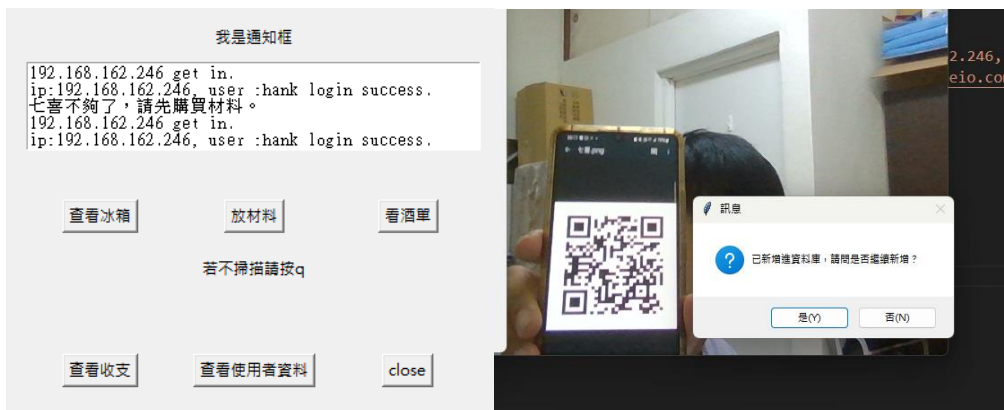 我是通知框
192.168.162.246 get in.
ip:192.168.162.246, user :hank login success.
七喜不夠了，請先購買材料。
192.168.162.246 get in.
ip:192.168.162.246, user :hank login success.
查看冰箱
放材料
看酒單
若不掃描請按q
查看收支
查看使用者資料
close
2.246,
eio.com
七喜.png
訊息
已新增進資料庫，請問是否繼續新增？
是(Y)
否(N)